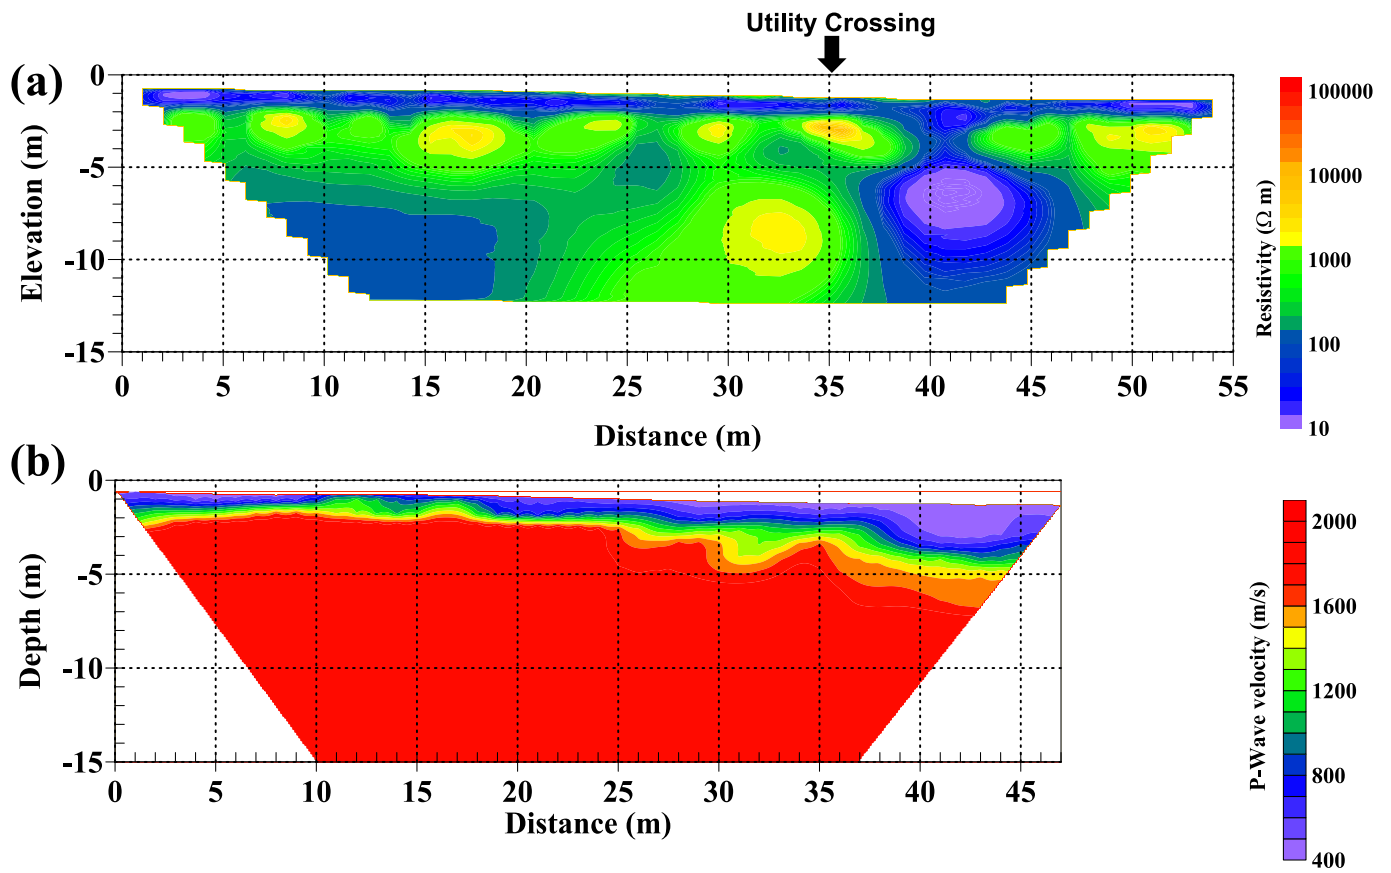 Utility Crossing
(a)
0
-5
-10
-15
Elevation (m)
0 5 10 15 20 25 30 35 40 45 50 55
Distance (m)
100000
10000
1000
100
10
Resistivity (Ω m)
(b)
0
-5
-10
-15
Depth (m)
0 5 10 15 20 25 30 35 40 45
Distance (m)
2000
1600
1200
800
400
P-Wave velocity (m/s)